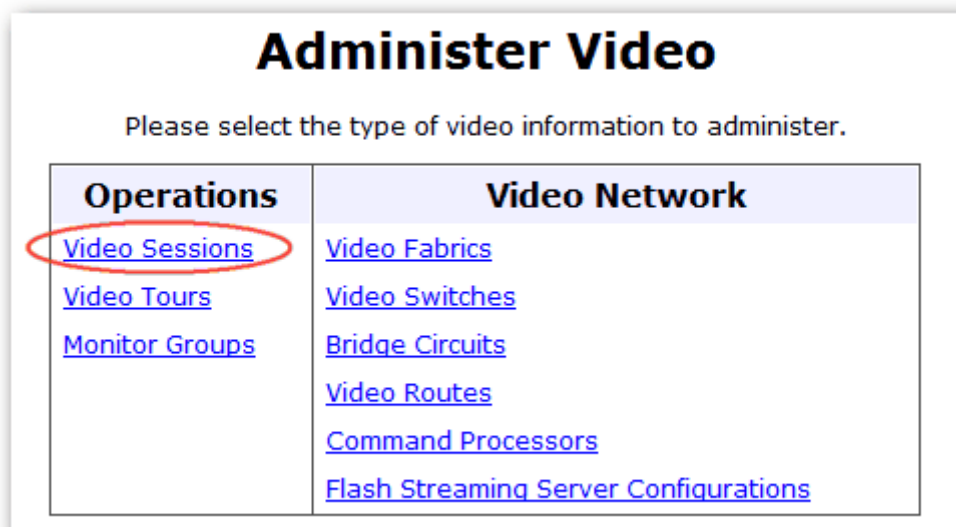 Administer Video
Please select the type of video information to administer.
Operations
Video Network
Video Sessions
Video Fabrics
Video Tours
Video Switches
Monitor Groups
Bridge Circuits
Video Routes
Command Processors
Flash Streaming Server Configurations